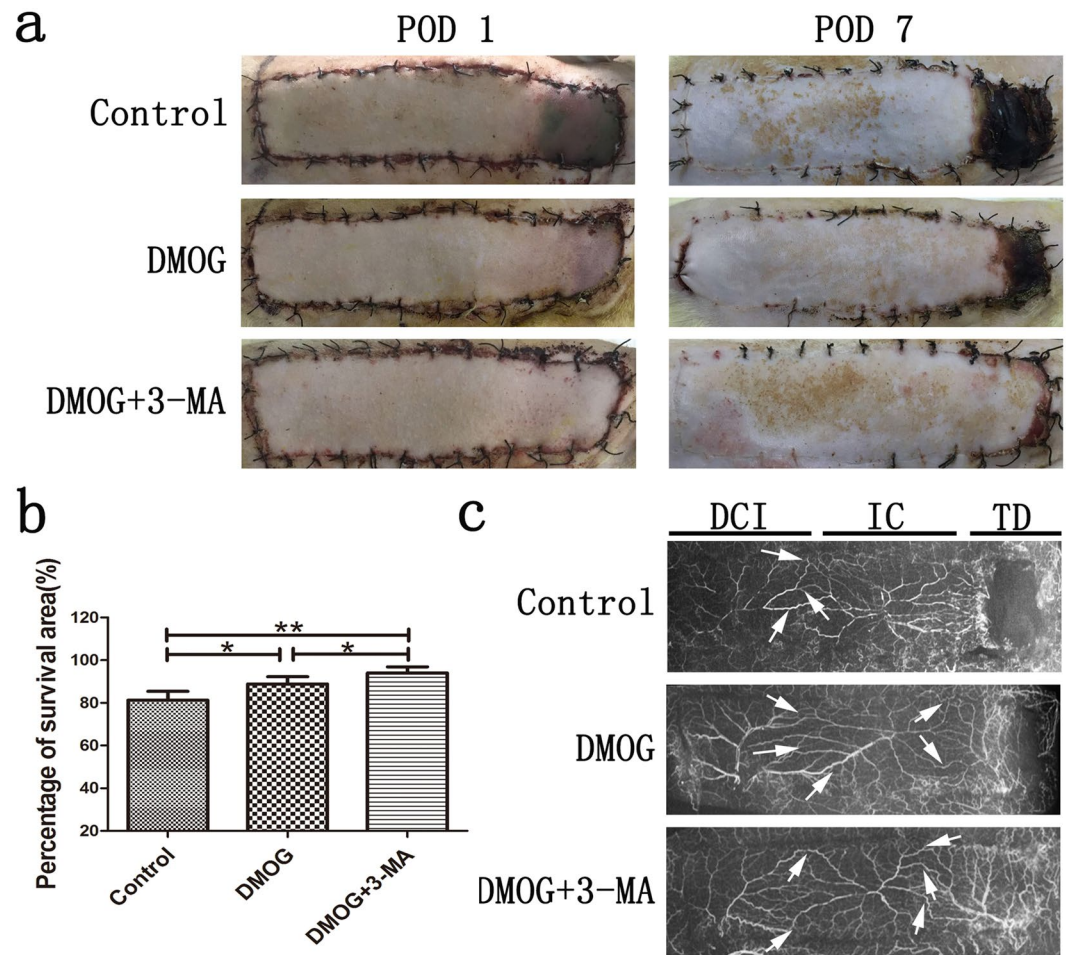 a
POD 1 POD 7
Control
DMOG
DMOG+3-MA
b
Percentage of survival area(%)
120
100
80
60
40
20
**
* *
Control DMOG DMOG+3-MA
c
DCI IC TD
Control
DMOG
DMOG+3-MA